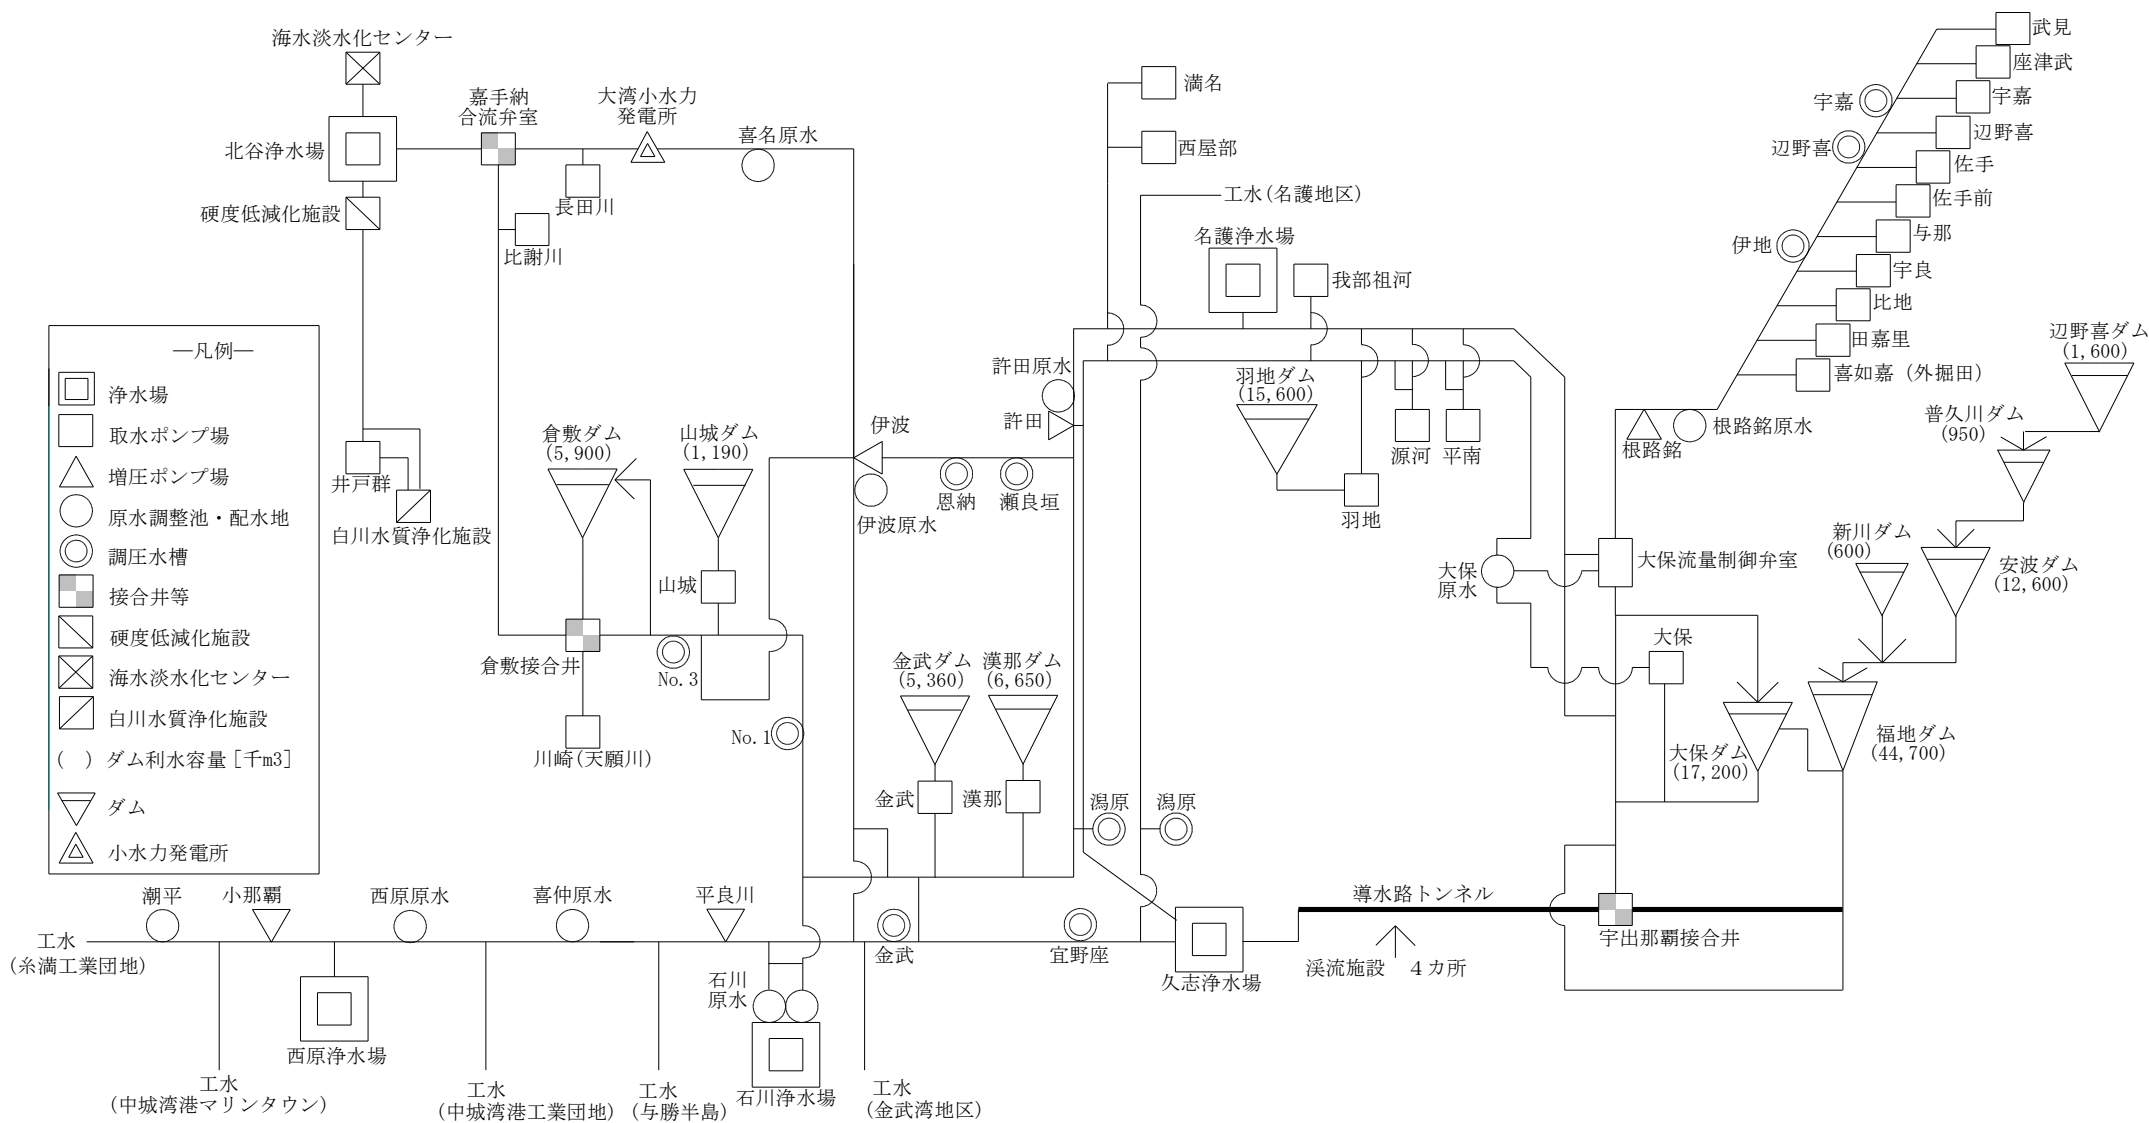 海水淡水化センター
北谷浄水場
硬度低減化施設
嘉手納
合流弁室
大湾小水力
発電所
喜名原水
長田川
比謝川
―凡例―
浄水場
取水ポンプ場
増圧ポンプ場
原水調整池・配水地
調圧水槽
接合井等
硬度低減化施設
海水淡水化センター
白川水質浄化施設
( ) ダム利水容量[千m3]
ダム
小水力発電所
井戸群
白川水質浄化施設
倉敷ダム
(5,900)
山城ダム
(1,190)
山城
倉敷接合井
No.3
川崎(天願川)
No.1
伊波
伊波原水
恩納
瀬良垣
許田原水
許田
金武ダム
(5,360)
漢那ダム
(6,650)
金武
漢那
潟原
潟原
満名
西屋部
工水(名護地区)
名護浄水場
我部祖河
羽地ダム
(15,600)
羽地
源河
平南
武見
座津武
宇嘉
宇嘉
辺野喜
辺野喜
佐手
佐手前
与那
伊地
宇良
比地
田嘉里
喜如嘉 (外掘田)
根路銘
根路銘原水
辺野喜ダム
(1,600)
普久川ダム
(950)
新川ダム
(600)
安波ダム
(12,600)
大保
原水
大保流量制御弁室
大保
大保ダム
(17,200)
福地ダム
(44,700)
導水路トンネル
宇出那覇接合井
渓流施設 4カ所
久志浄水場
宜野座
金武
潮平
小那覇
西原原水
喜仲原水
平良川
工水
(糸満工業団地)
石川
原水
西原浄水場
石川浄水場
工水
(中城湾港マリンタウン)
工水
(中城湾港工業団地)
工水
(与勝半島)
工水
(金武湾地区)